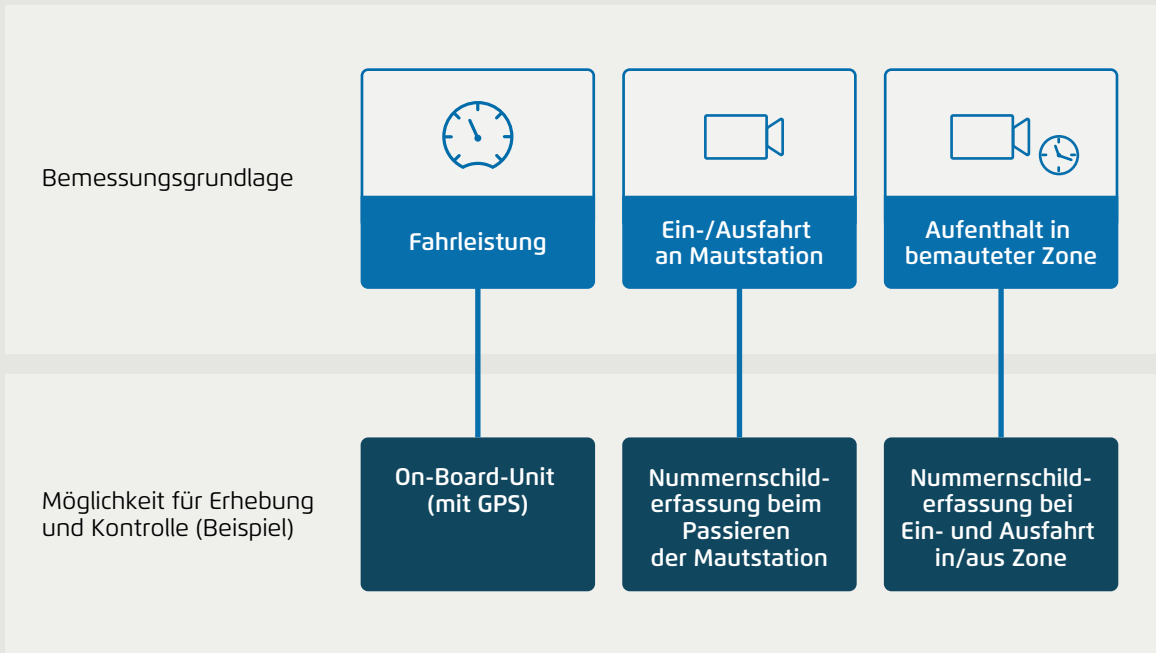 Bemessungsgrundlage
Fahrleistung
Ein-/Ausfahrt
an Mautstation
Aufenthalt in
bemauteter Zone
Möglichkeit für Erhebung
und Kontrolle (Beispiel)
On-Board-Unit
(mit GPS)
Nummernschild-
erfassung beim
Passieren
der Mautstation
Nummernschild-
erfassung bei
Ein- und Ausfahrt
in/aus Zone